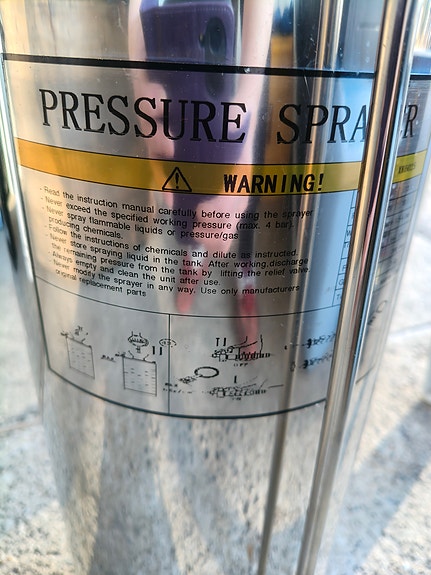 PRESSURE SPRA R
WARNING!
- Read the instruction manual carefully before using the sprayer
- Never exceed the specified working pressure (max. 4 bar).
- Never spray flammable liquids or pressure/gas
producing chemicals.
- Follow the instructions of chemicals and dilute as instructed.
- Never store spraying liquid in the tank. After working,discharge
the remaining pressure from the tank by lifting the relief valve
- Always empty and clean the unit after use.
- Never modify the sprayer in any way. Use only manufacturers
original replacement parts